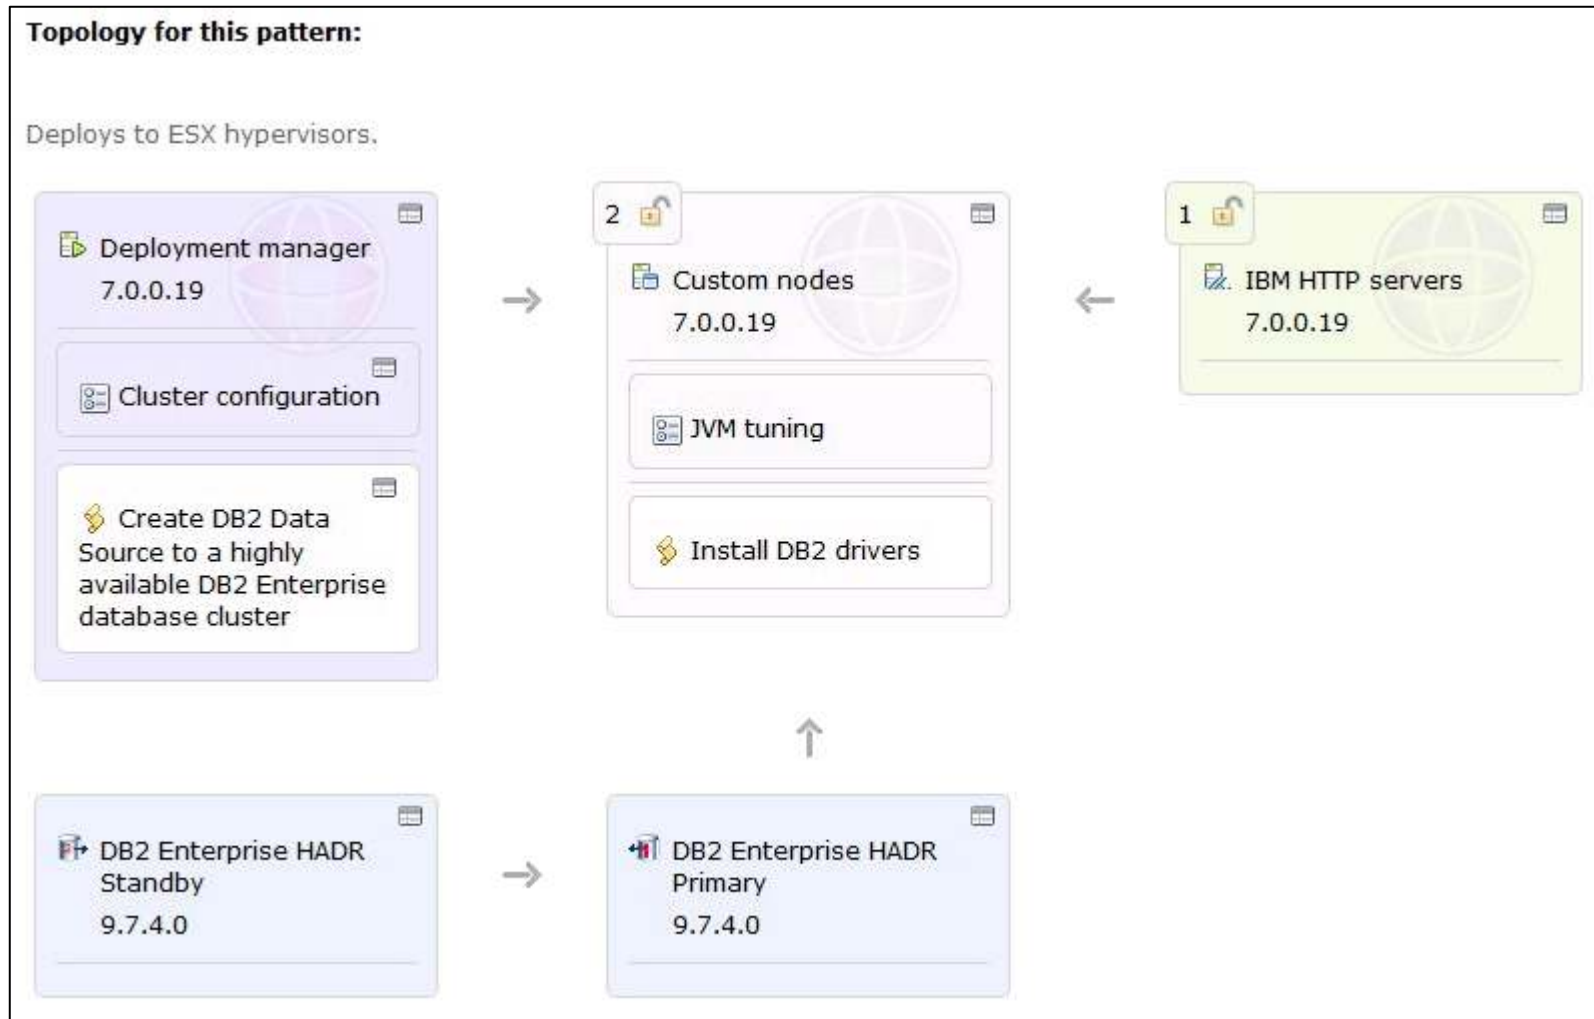 Topology for this pattern:
Deploys to ESX hypervisors.
Deployment manager
7.0.0.19
Cluster configuration
Create DB2 Data
Source to a highly
available DB2 Enterprise
database cluster
2
Custom nodes
7.0.0.19
JVM tuning
Install DB2 drivers
1
IBM HTTP servers
7.0.0.19
DB2 Enterprise HADR
Standby
9.7.4.0
DB2 Enterprise HADR
Primary
9.7.4.0